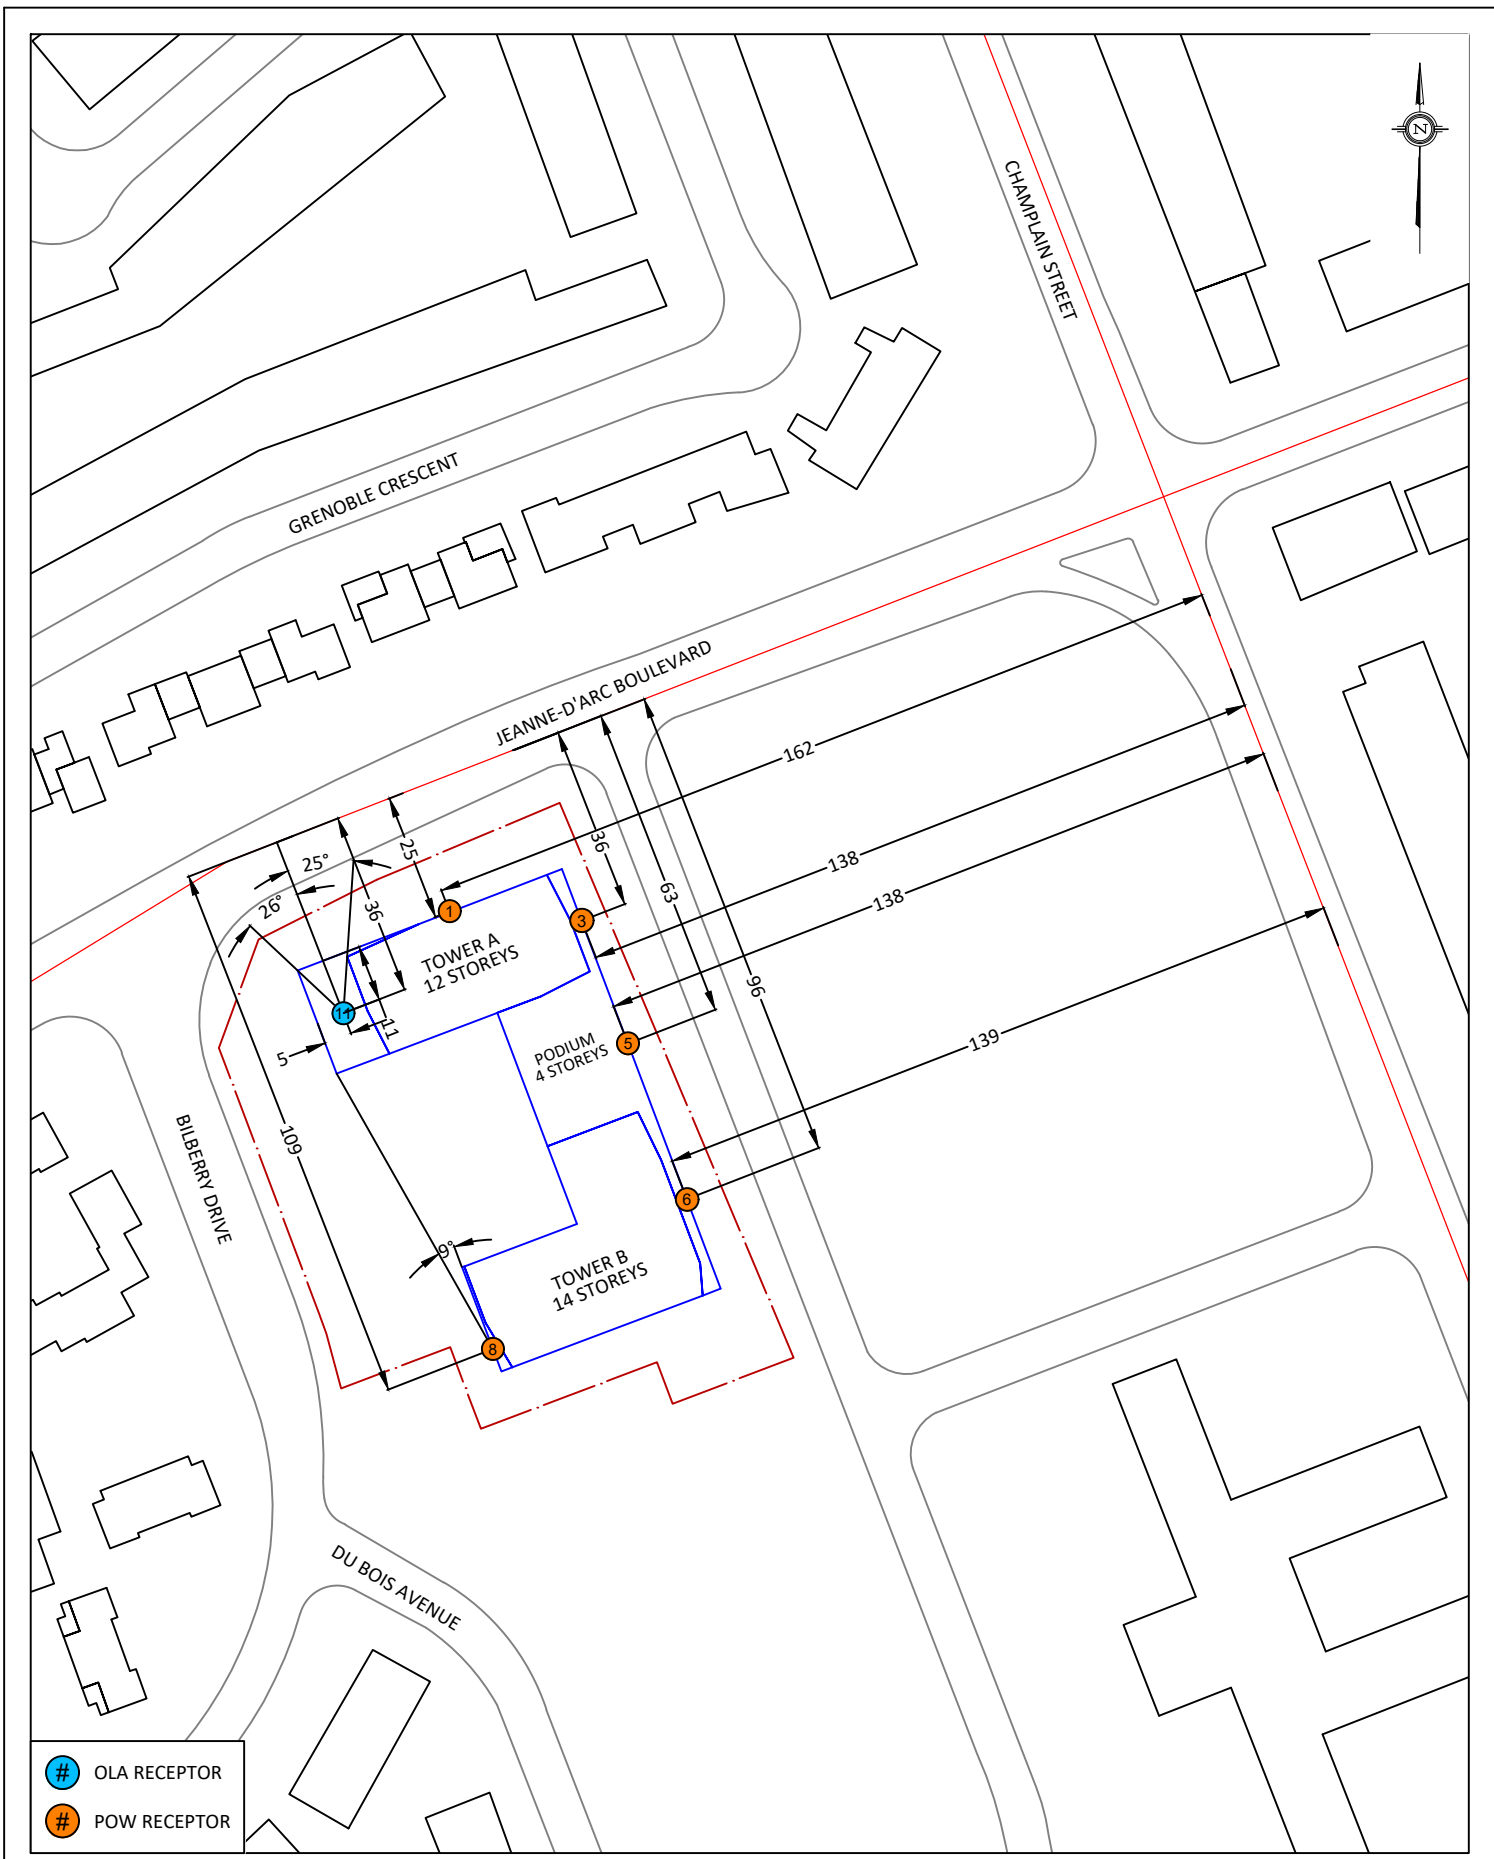 N
CHAMPLAIN STREET
GRENOBLE CRESCENT
JEANNE-D'ARC BOULEVARD
162
25°
25
36
138
26°
36
63
138
1
3
TOWER A
12 STOREYS
96
11
11
5
PODIUM
4 STOREYS
5
139
BILBERRY DRIVE
109
6
9°
TOWER B
14 STOREYS
8
DU BOIS AVENUE
# OLA RECEPTOR
# POW RECEPTOR